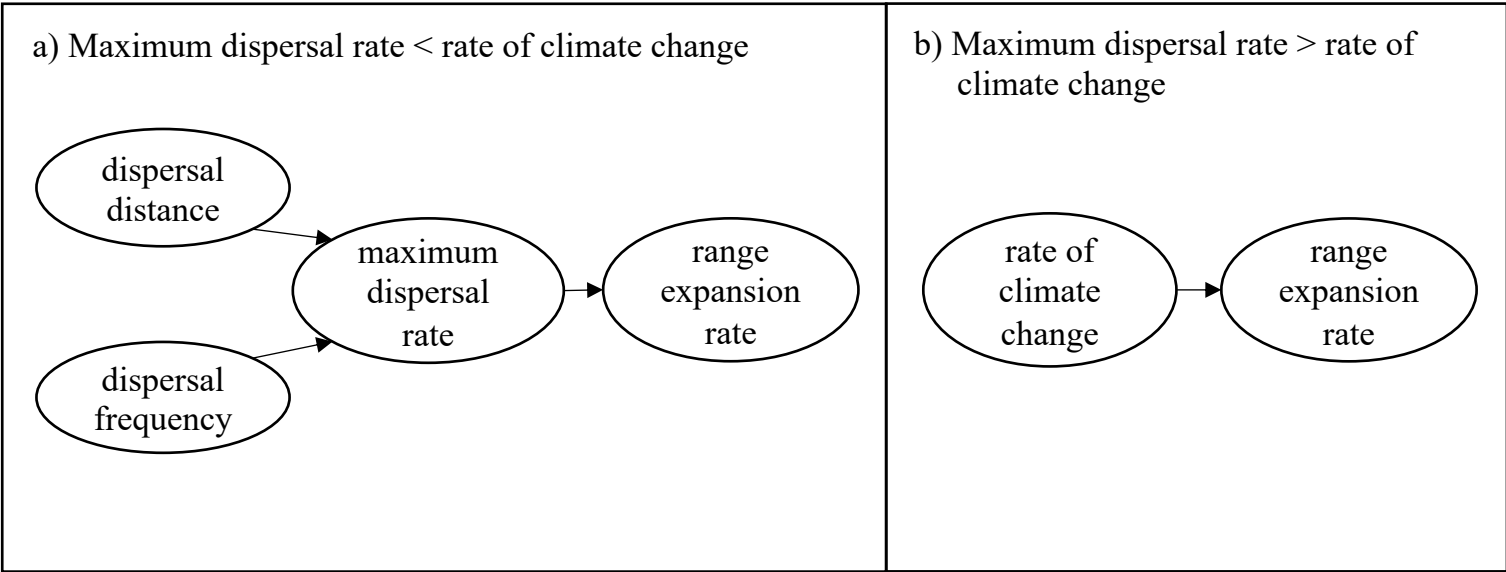 a) Maximum dispersal rate < rate of climate change
dispersal
distance
dispersal
frequency
maximum
dispersal
rate
range
expansion
rate
b) Maximum dispersal rate > rate of
climate change
rate of
climate
change
range
expansion
rate